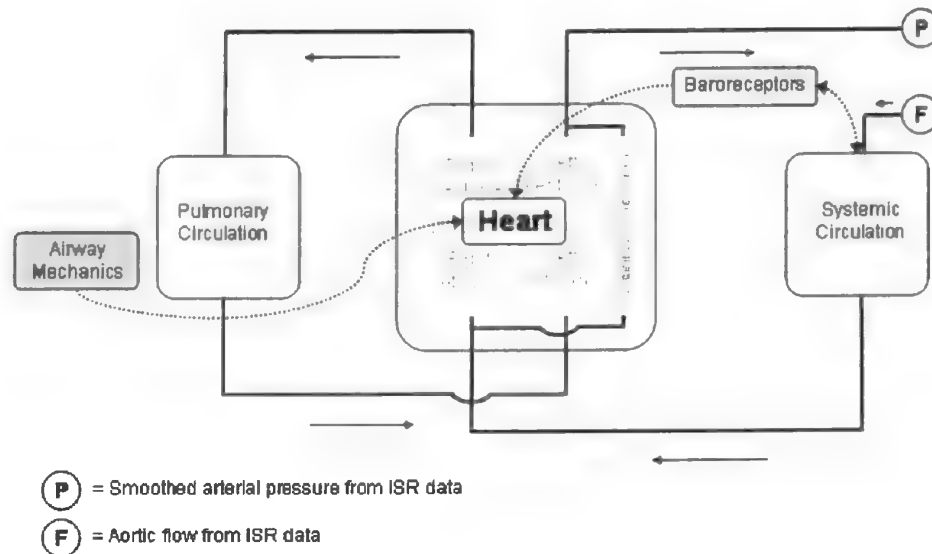 P
Baroreceptors
F
Pulmonary
Circulation
Heart
Systemic
Circulation
Airway
Mechanics
P = Smoothed arterial pressure from ISR data
F = Aortic flow from ISR data